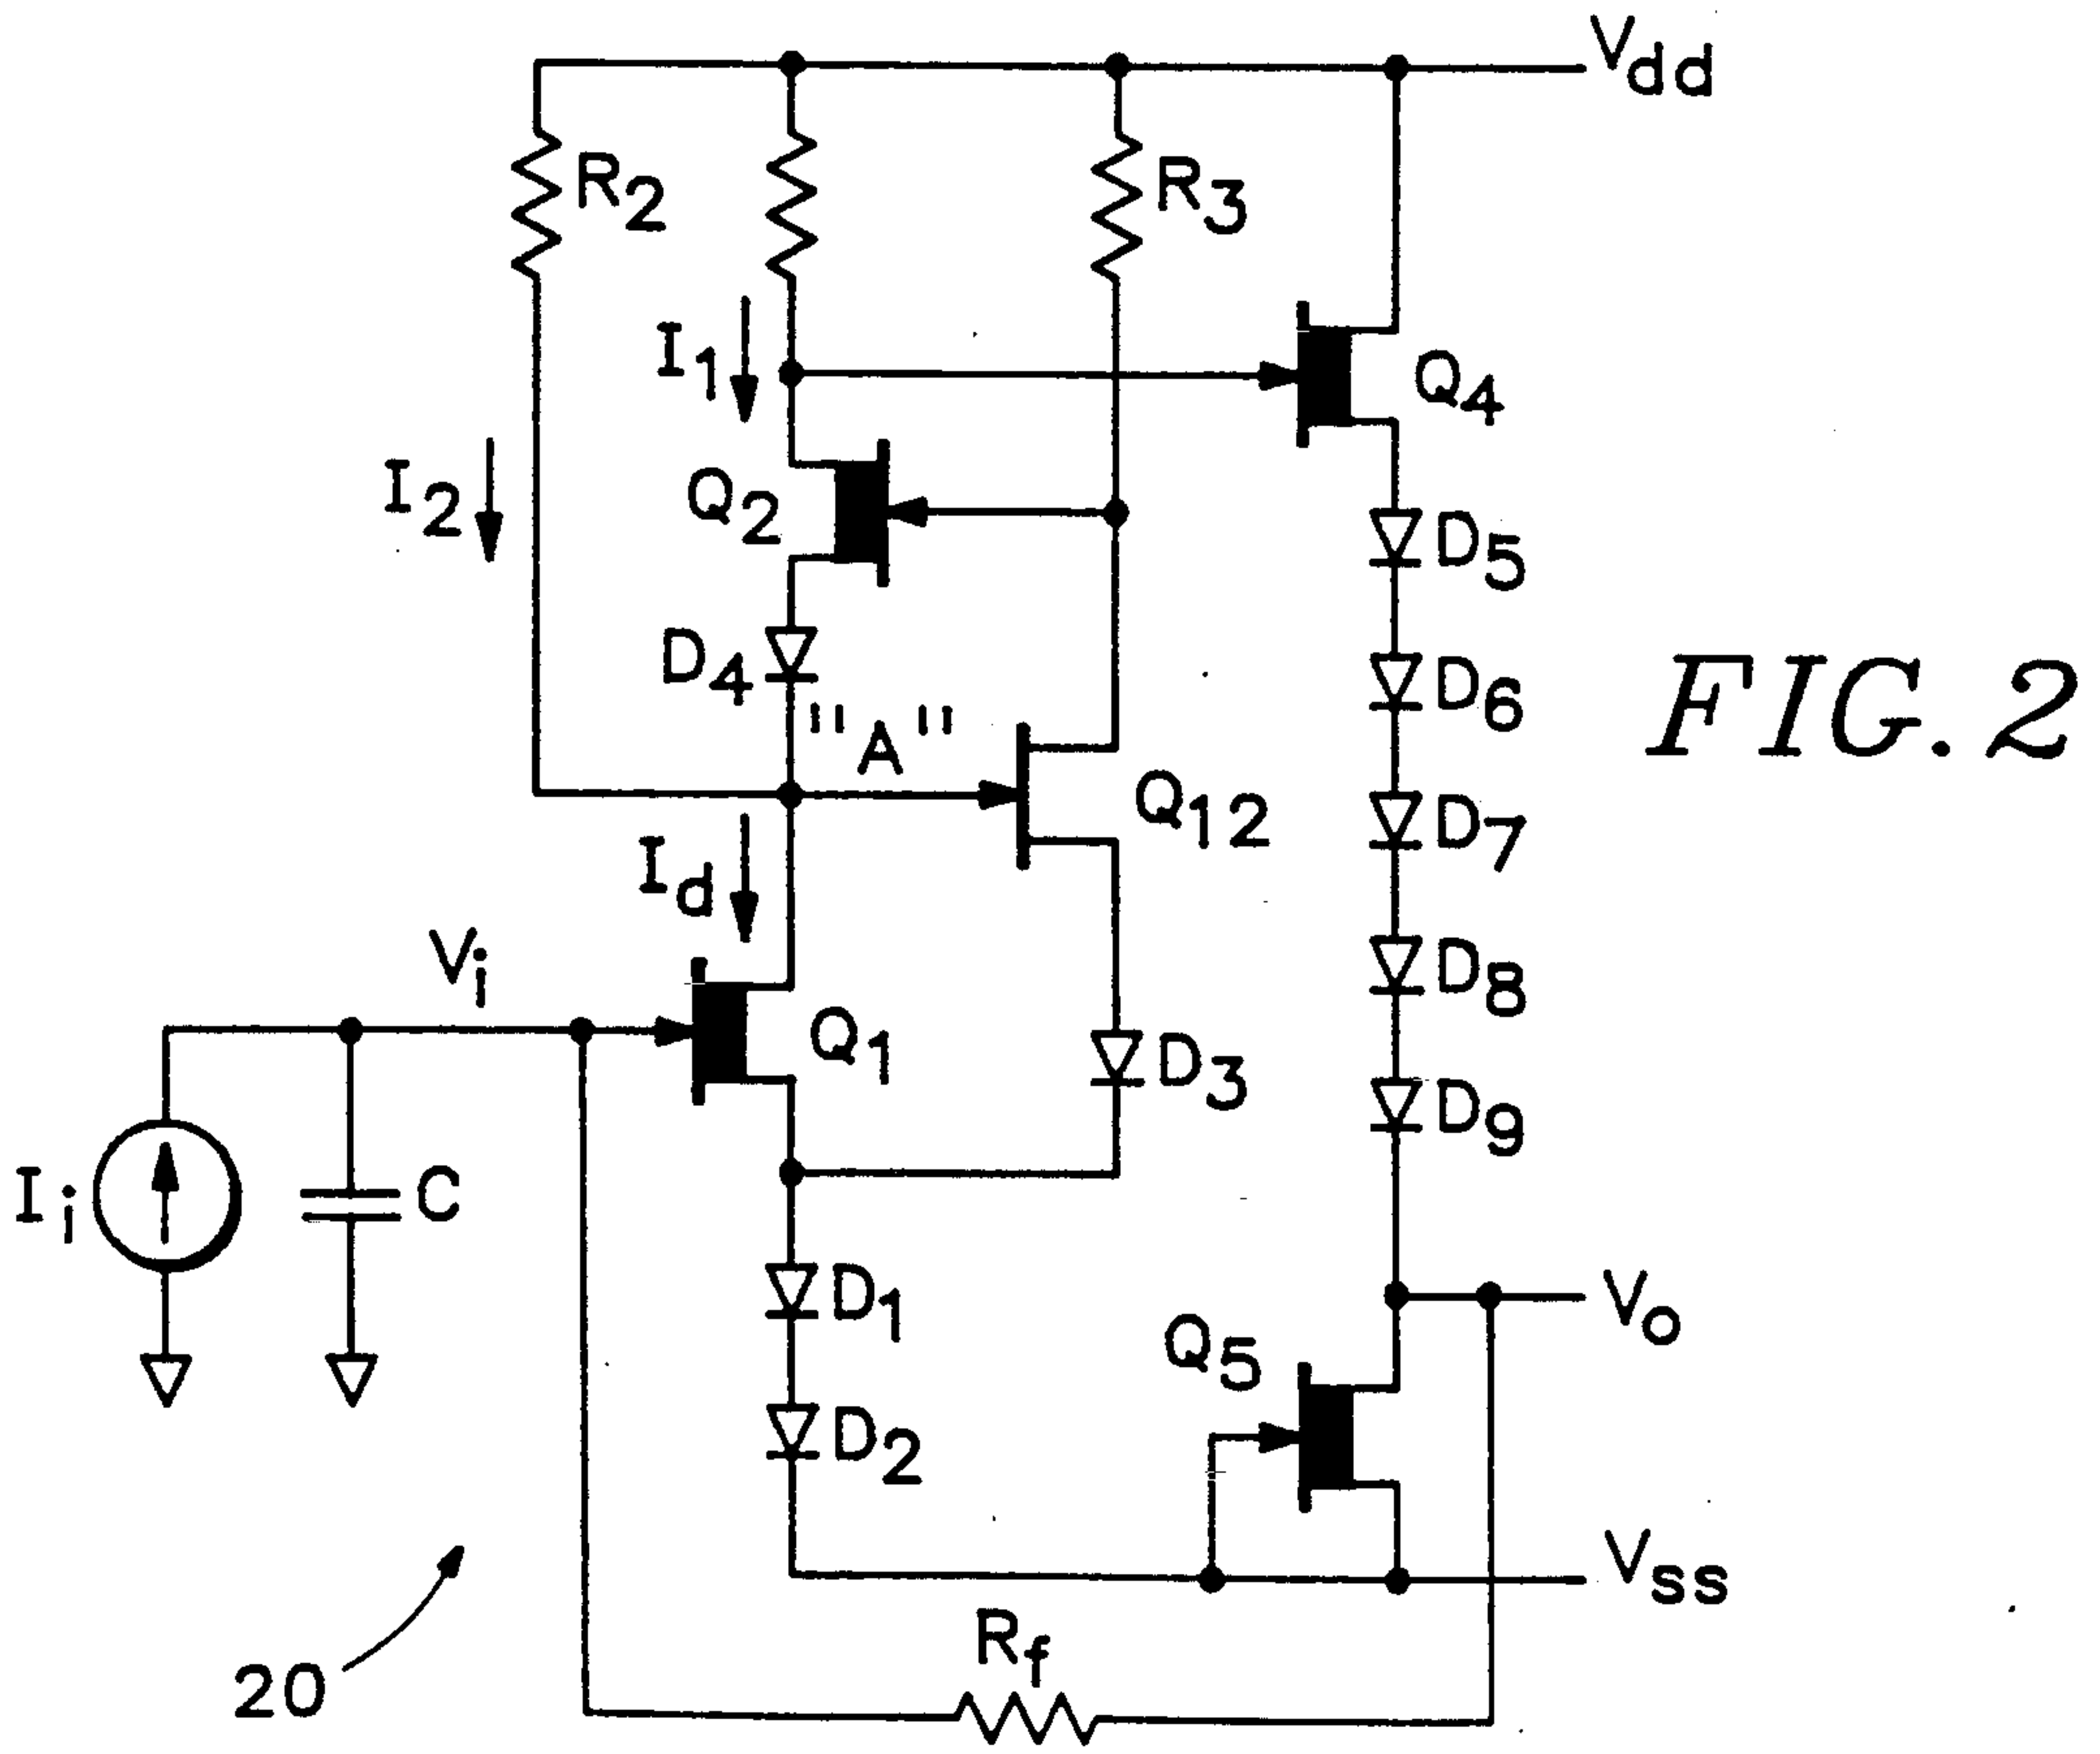 Vdd
R2
R3
I1
Q4
I2
Q2
D5
D4
D6
"A"
FIG. 2
Q12
D7
Id
Vi
D8
Q1
D3
D9
Ii
C
D1
Vo
Q5
D2
Vss
Rf
20